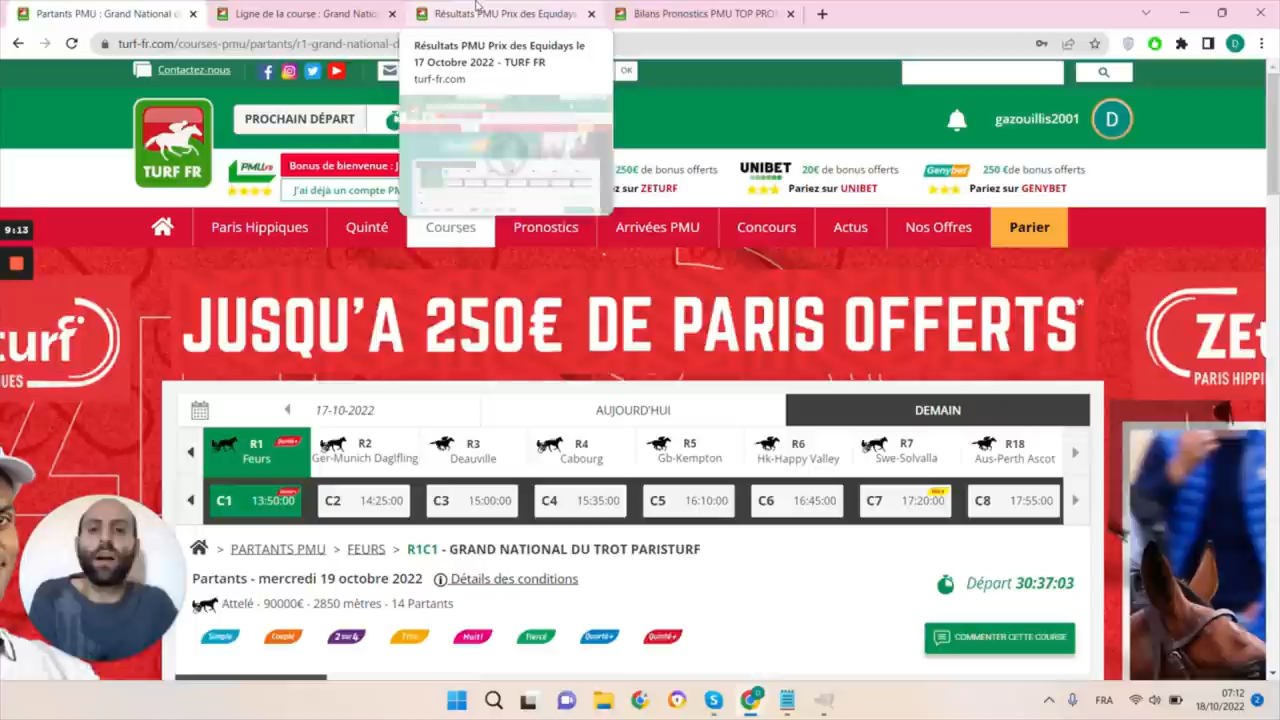 Partants PMU : Grand National d
Ligne de la course : Grand Nation
Résultats PMU Prix des Equidays
Bilans Pronostics PMU TOP PRO
turf-fr.com/courses-pmu/partants/r1-grand-national-d
Résultats PMU Prix des Equidays le
17 Octobre 2022 - TURF FR
turf-fr.com
Contactez-nous
OK
TURF FR
PROCHAIN DÉPART
gazouillis2001
D
PMU.FR
Bonus de bienvenue : J
J'ai déjà un compte PM
250€ de bonus offerts
z sur ZETURF
UNIBET
20€ de bonus offerts
Pariez sur UNIBET
Genybet
250 €de bonus offerts
Pariez sur GENYBET
9:13
Paris Hippiques
Quinté
Courses
Pronostics
Arrivées PMU
Concours
Actus
Nos Offres
Parier
JUSQU'A 250€ DE PARIS OFFERTS*
turf
QUES
ZEt
PARIS HIPPI
17-10-2022
AUJOURD'HUI
DEMAIN
R1
Feurs
R2
Ger-Munich Daglfing
R3
Deauville
R4
Cabourg
R5
Gb-Kempton
R6
Hk-Happy Valley
R7
Swe-Solvalla
R18
Aus-Perth Ascot
C1 13:50:00
C2 14:25:00
C3 15:00:00
C4 15:35:00
C5 16:10:00
C6 16:45:00
C7 17:20:00
C8 17:55:00
> PARTANTS PMU > FEURS > R1C1 - GRAND NATIONAL DU TROT PARISTURF
Partants - mercredi 19 octobre 2022 Détails des conditions
Départ 30:37:03
Attelé - 90000€ - 2850 mètres - 14 Partants
Simple
Couplé
2sur4
Trio
Multi
Tiercé
Quarté+
Quinté+
COMMENTER CETTE COURSE
FRA
07:12
18/10/2022
2